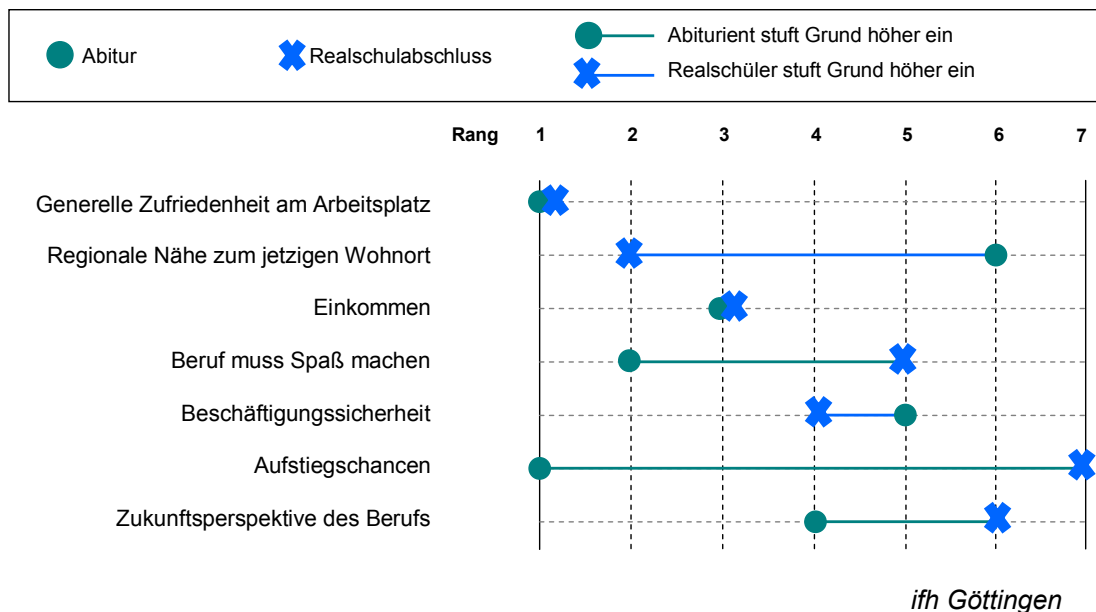 Abitur
Realschulabschluss
Abiturient stuft Grund höher ein
Realschüler stuft Grund höher ein
Rang 1 2 3 4 5 6 7
Generelle Zufriedenheit am Arbeitsplatz
Regionale Nähe zum jetzigen Wohnort
Einkommen
Beruf muss Spaß machen
Beschäftigungssicherheit
Aufstiegschancen
Zukunftsperspektive des Berufs
ifh Göttingen